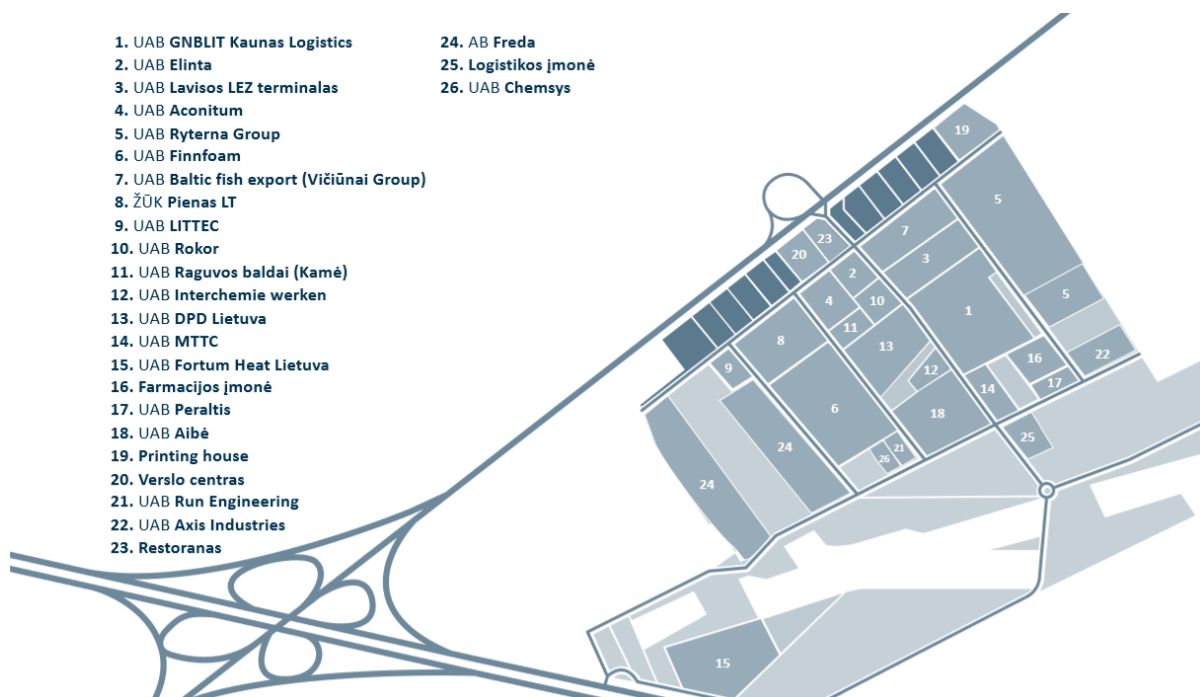 1. UAB GNBLIT Kaunas Logistics
2. UAB Elinta
3. UAB Lavisos LEZ terminalas
4. UAB Aconitum
5. UAB Ryterna Group
6. UAB Finnfoam
7. UAB Baltic fish export (Vičiūnai Group)
8. ŽŪK Pienas LT
9. UAB LITTEC
10. UAB Rokor
11. UAB Raguvos baldai (Kamė)
12. UAB Interchemie werken
13. UAB DPD Lietuva
14. UAB MTTC
15. UAB Fortum Heat Lietuva
16. Farmacijos įmonė
17. UAB Peraltis
18. UAB Aibė
19. Printing house
20. Verslo centras
21. UAB Run Engineering
22. UAB Axis Industries
23. Restoranas
24. AB Freda
25. Logistikos įmonė
26. UAB Chemsys
19
5
7
23
20
3
2
4
10
5
1
11
8
13
16
22
9
12
14
17
6
18
25
24
21
26
24
15